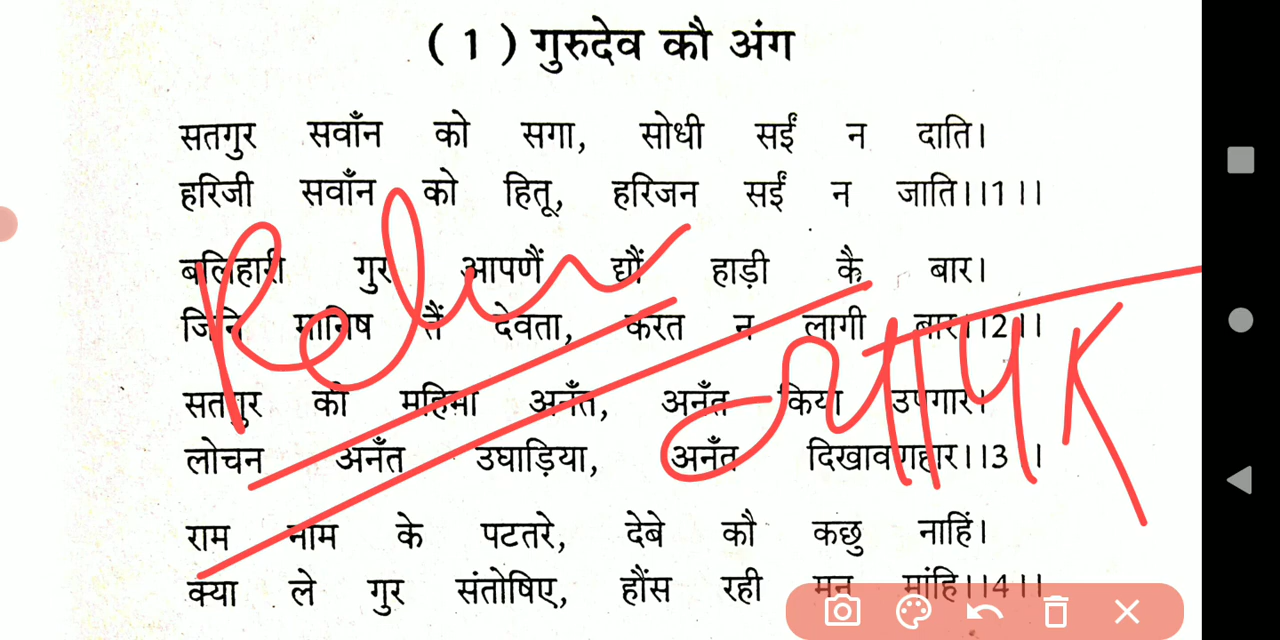 ( 1 ) गुरुदेव कौ अंग
सतगुर सवाँन को सगा, सोधी सईं न दाति।
हरिजी सवाँन को हितू, हरिजन सईं न जाति।।1।।
बलिहारी गुर आपणैं द्यौं हाड़ी कै बार।
जिनि मानिष तैं देवता, करत न लागी बार।।2।।
सतगुर की महिमा अनँत, अनँत किया उपगार।
लोचन अनँत उघाड़िया, अनँत दिखावणहार।।3।।
राम नाम के पटतरे, देबे कौ कछु नाहिं।
क्या ले गुर संतोषिए, हौंस रही मन मांहि।।4।।